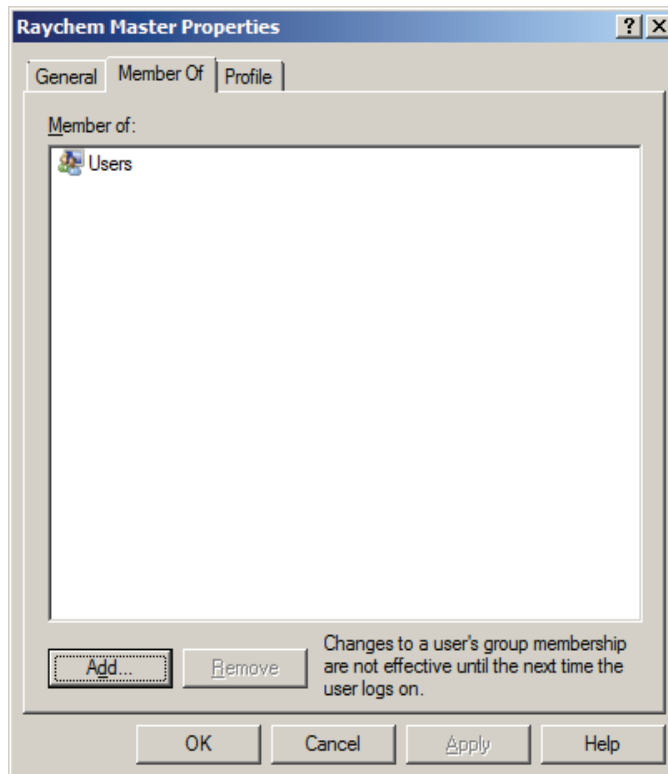 Raychem Master Properties
General
Member Of
Profile
Member of:
Users
Add...
Remove
Changes to a user's group membership
are not effective until the next time the
user logs on.
OK
Cancel
Apply
Help